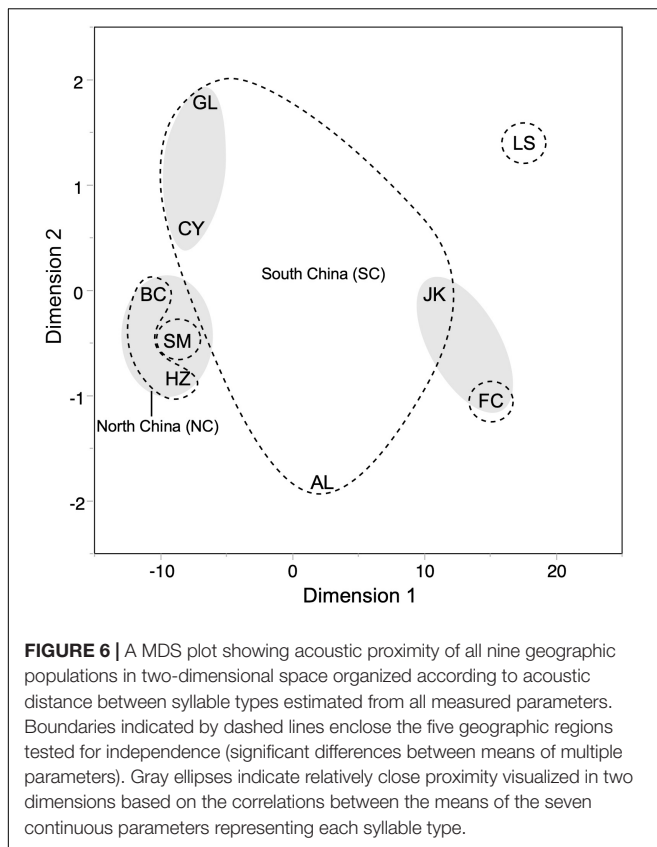 2
GL
LS
1
CY
South China (SC)
0
BC
JK
SM
HZ
-1
FC
North China (NC)
AL
-2
Dimension 2
-10 0 10 20
Dimension 1
FIGURE 6 | A MDS plot showing acoustic proximity of all nine geographic
populations in two-dimensional space organized according to acoustic
distance between syllable types estimated from all measured parameters.
Boundaries indicated by dashed lines enclose the five geographic regions
tested for independence (significant differences between means of multiple
parameters). Gray ellipses indicate relatively close proximity visualized in two
dimensions based on the correlations between the means of the seven
continuous parameters representing each syllable type.